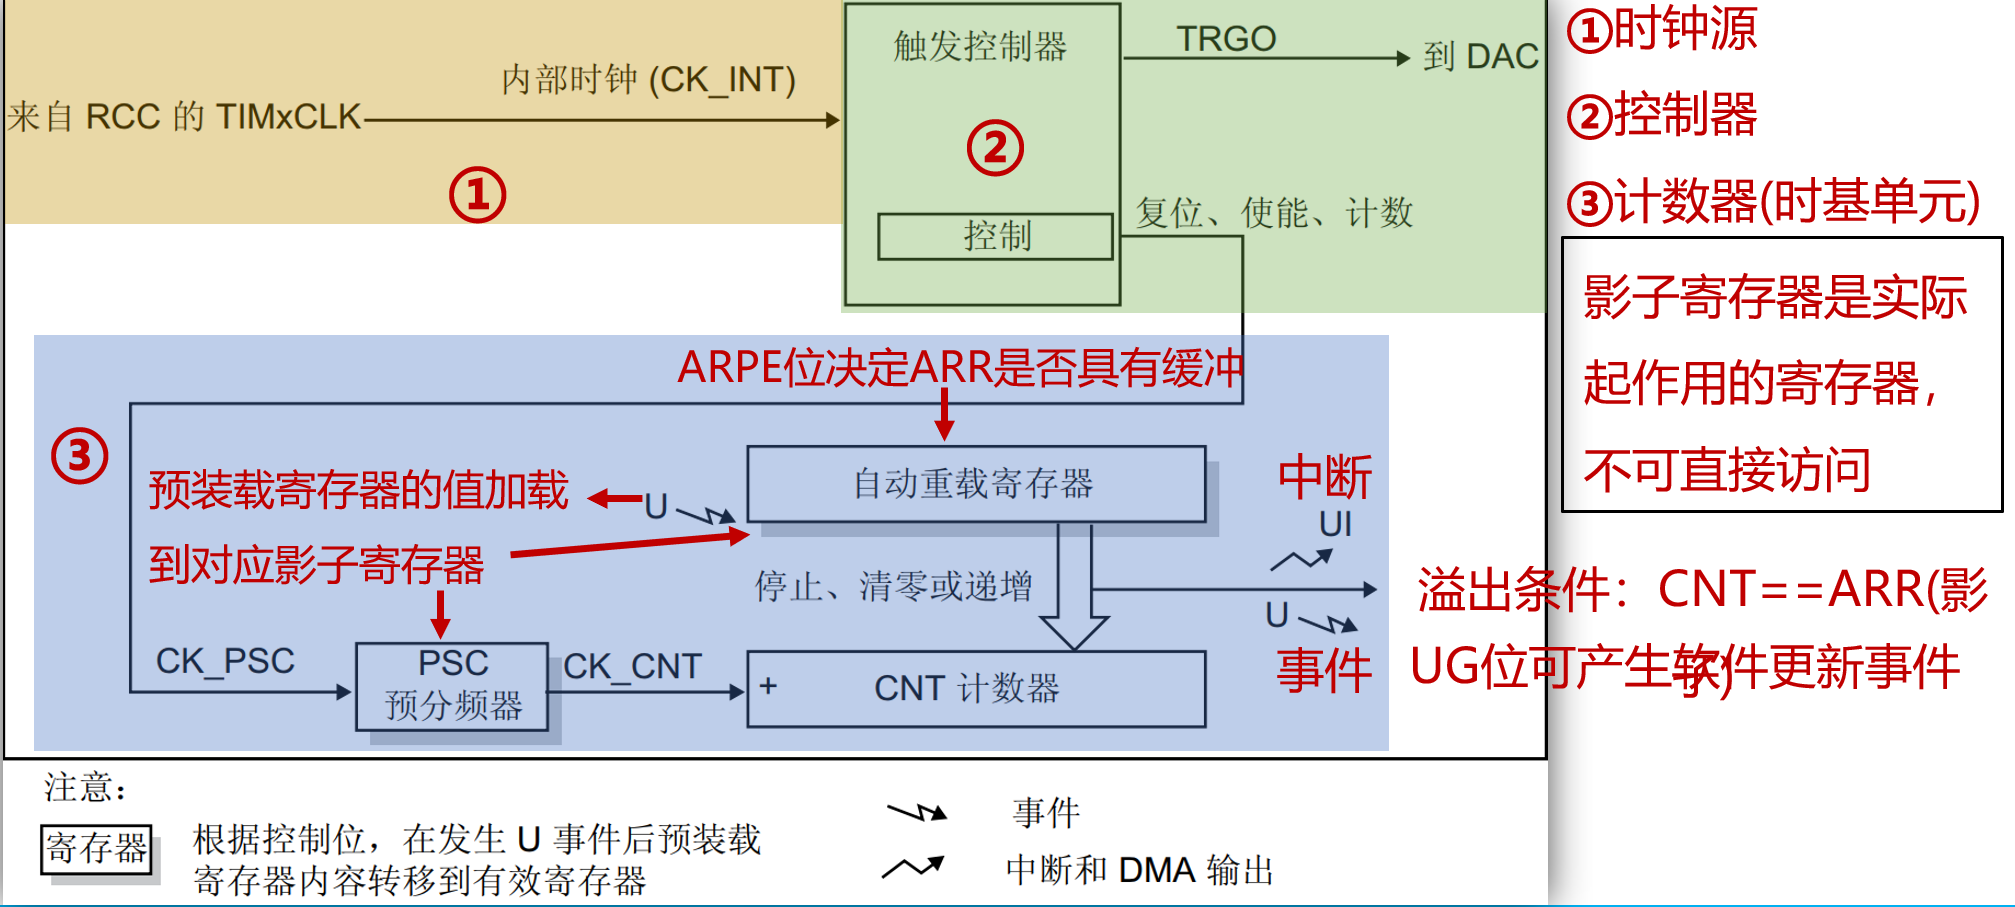 来自 RCC 的 TIMxCLK
内部时钟 (CK_INT)
①
触发控制器
②
控制
TRGO
到 DAC
复位、使能、计数
①时钟源
②控制器
③计数器(时基单元)
影子寄存器是实际
起作用的寄存器，
不可直接访问
ARPE位决定ARR是否具有缓冲
③
预装载寄存器的值加载
到对应影子寄存器
U
自动重载寄存器
停止、清零或递增
中断
UI
U
事件
溢出条件：CNT==ARR(影
子)
UG位可产生软件更新事件
CK_PSC
PSC
预分频器
CK_CNT
+
CNT 计数器
注意：
寄存器
根据控制位，在发生 U 事件后预装载
寄存器内容转移到有效寄存器
事件
中断和 DMA 输出